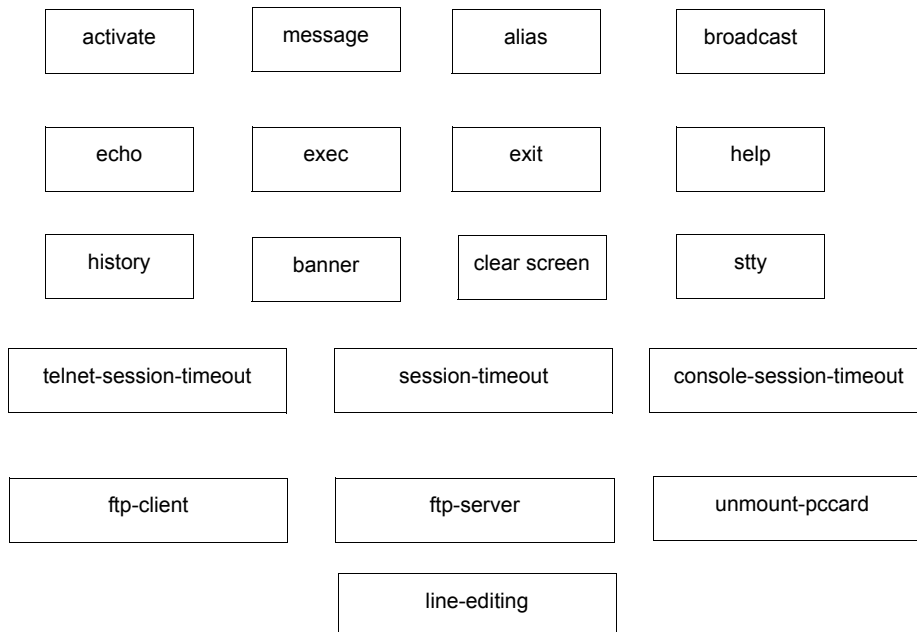 activate
message
alias
broadcast
echo
exec
exit
help
history
banner
clear screen
stty
telnet-session-timeout
session-timeout
console-session-timeout
ftp-client
ftp-server
unmount-pccard
line-editing